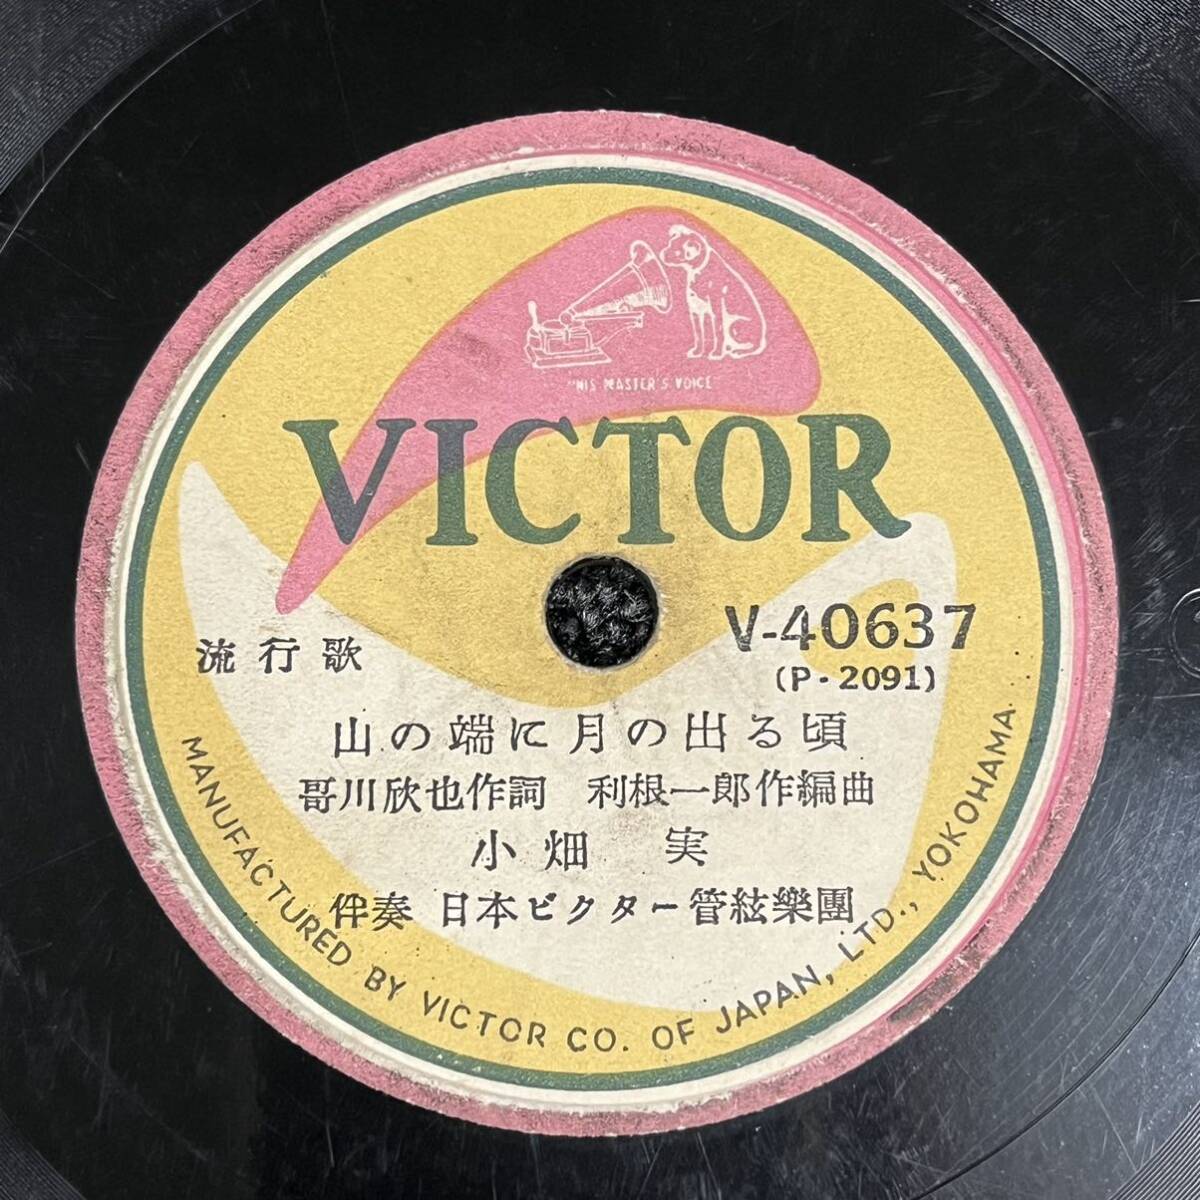 "HIS MASTER'S VOICE"
VICTOR
V-40637
(P・2091)
流行歌
山の端に月の出る頃
哥川欣也作詞 利根一郎作編曲
小畑 実
伴奏 日本ビクター管絃樂團
MANUFACTURED BY VICTOR CO. OF JAPAN, LTD., YOKOHAMA